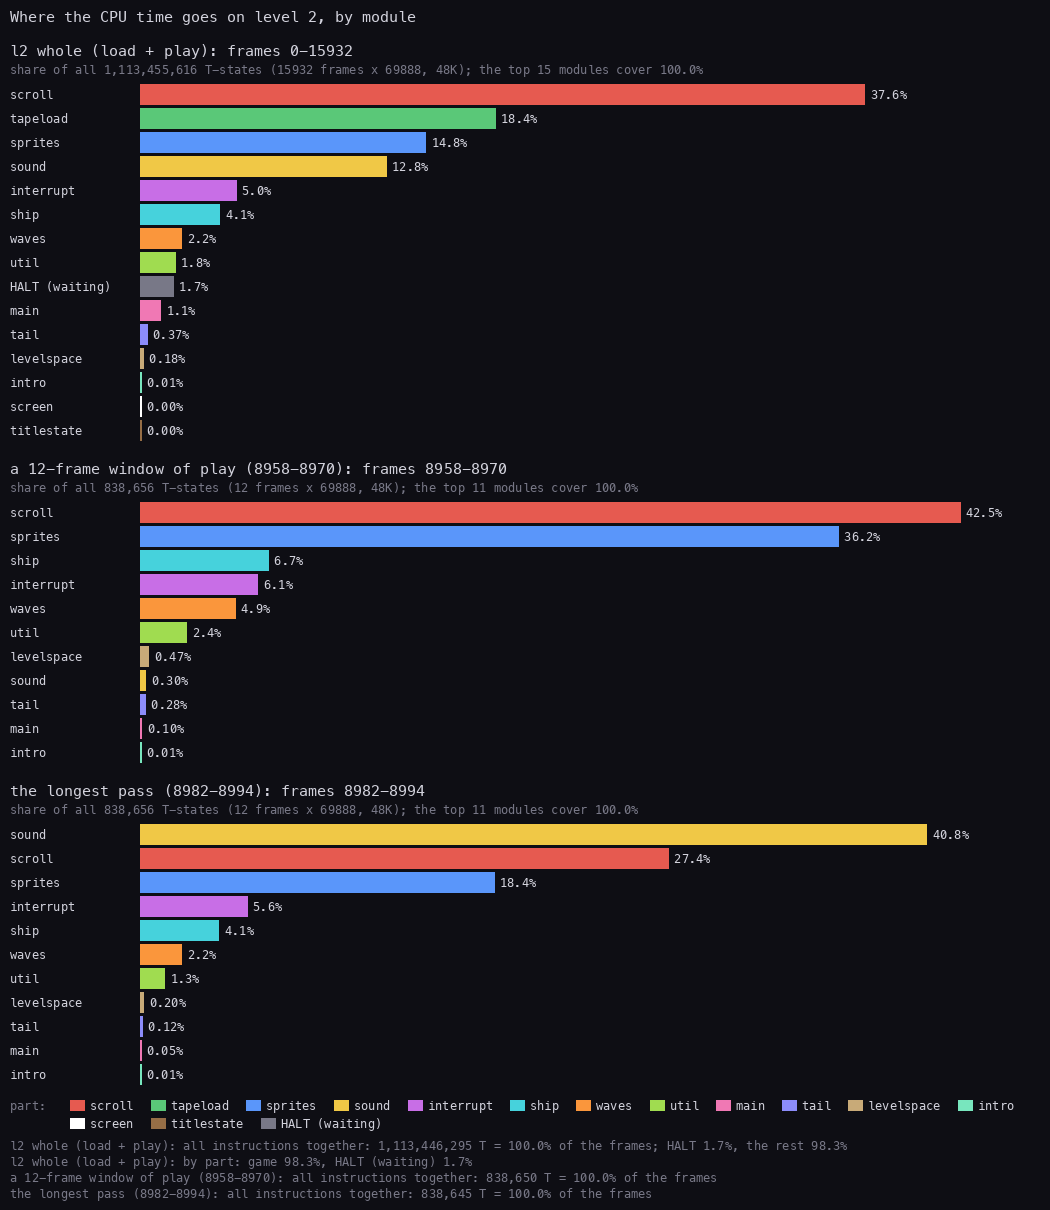 Where the CPU time goes on level 2, by module
l2 whole (load + play): frames 0–15932
share of all 1,113,455,616 T–states (15932 frames x 69888, 48K); the top 15 modules cover 100.0%
scroll 37.6%
tapeload 18.4%
sprites 14.8%
sound 12.8%
interrupt 5.0%
ship 4.1%
waves 2.2%
util 1.8%
HALT (waiting) 1.7%
main 1.1%
tail 0.37%
levelspace 0.18%
intro 0.01%
screen 0.00%
titlestate 0.00%
a 12–frame window of play (8958–8970): frames 8958–8970
share of all 838,656 T–states (12 frames x 69888, 48K); the top 11 modules cover 100.0%
scroll 42.5%
sprites 36.2%
ship 6.7%
interrupt 6.1%
waves 4.9%
util 2.4%
levelspace 0.47%
sound 0.30%
tail 0.28%
main 0.10%
intro 0.01%
the longest pass (8982–8994): frames 8982–8994
share of all 838,656 T–states (12 frames x 69888, 48K); the top 11 modules cover 100.0%
sound 40.8%
scroll 27.4%
sprites 18.4%
interrupt 5.6%
ship 4.1%
waves 2.2%
util 1.3%
levelspace 0.20%
tail 0.12%
main 0.05%
intro 0.01%
part: scroll tapeload sprites sound interrupt ship waves util main tail levelspace intro
screen titlestate HALT (waiting)
l2 whole (load + play): all instructions together: 1,113,446,295 T = 100.0% of the frames; HALT 1.7%, the rest 98.3%
l2 whole (load + play): by part: game 98.3%, HALT (waiting) 1.7%
a 12–frame window of play (8958–8970): all instructions together: 838,650 T = 100.0% of the frames
the longest pass (8982–8994): all instructions together: 838,645 T = 100.0% of the frames